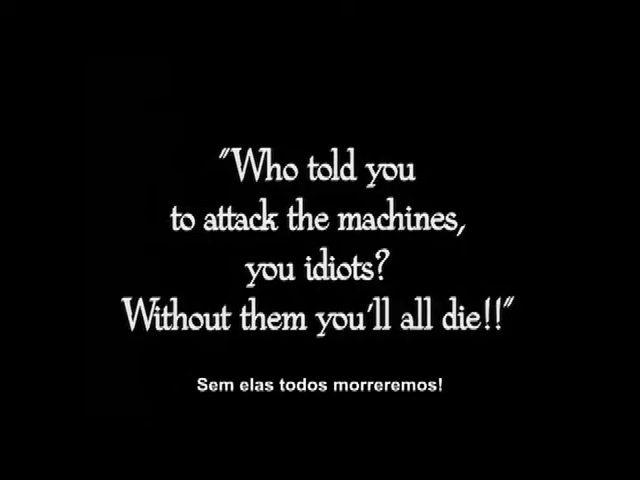 "Who told you
to attack the machines,
you idiots?
Without them you'll all die!!"
Sem elas todos morreremos!